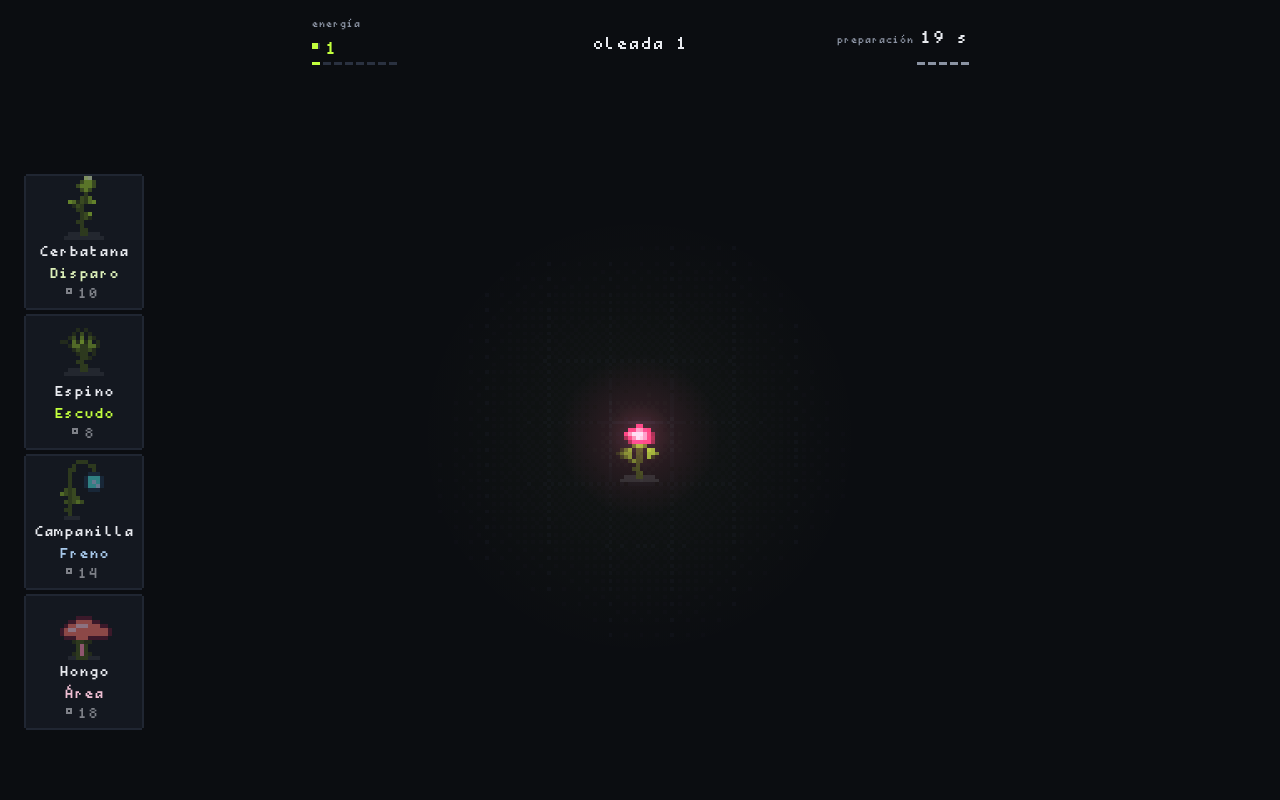 energía
1
oleada 1
preparación 19 s
Cerbatana
Disparo
10
Espino
Escudo
8
Campanilla
Freno
14
Hongo
Área
18